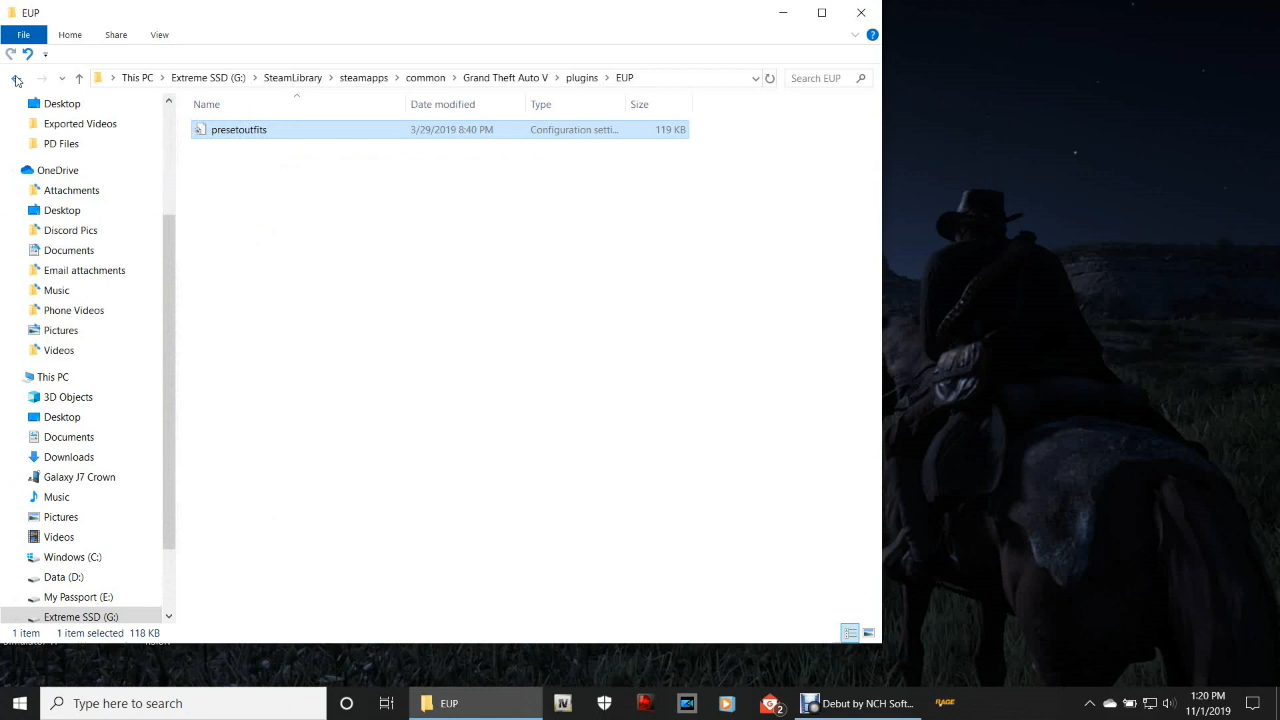 EUP
File Home Share View
This PC Extreme SSD (G:) SteamLibrary steamapps common Grand Theft Auto V plugins EUP Search EUP
Name Date modified Type Size
presetoutfits 3/29/2019 8:40 PM Configuration setti... 119 KB
Desktop
Exported Videos
PD Files
OneDrive
Attachments
Desktop
Discord Pics
Documents
Email attachments
Music
Phone Videos
Pictures
Videos
This PC
3D Objects
Desktop
Documents
Downloads
Galaxy J7 Crown
Music
Pictures
Videos
Windows (C:)
Data (D:)
My Passport (E:)
Extreme SSD (G:)
1 item 1 item selected 118 KB
Type here to search EUP IV 2 Debut by NCH Soft... RAGE 1:20 PM
11/1/2019